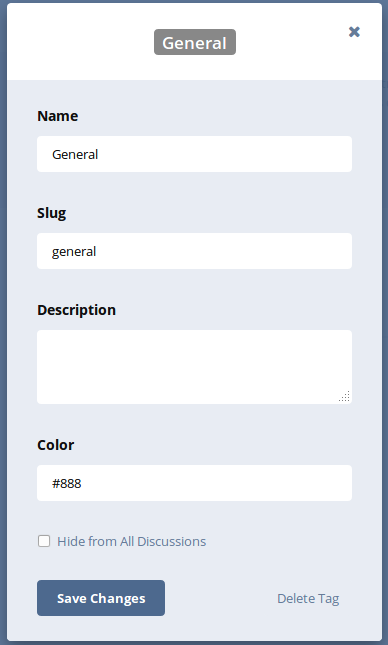 General
Name
General
Slug
general
Description
Color
#888
Hide from All Discussions
Save Changes
Delete Tag